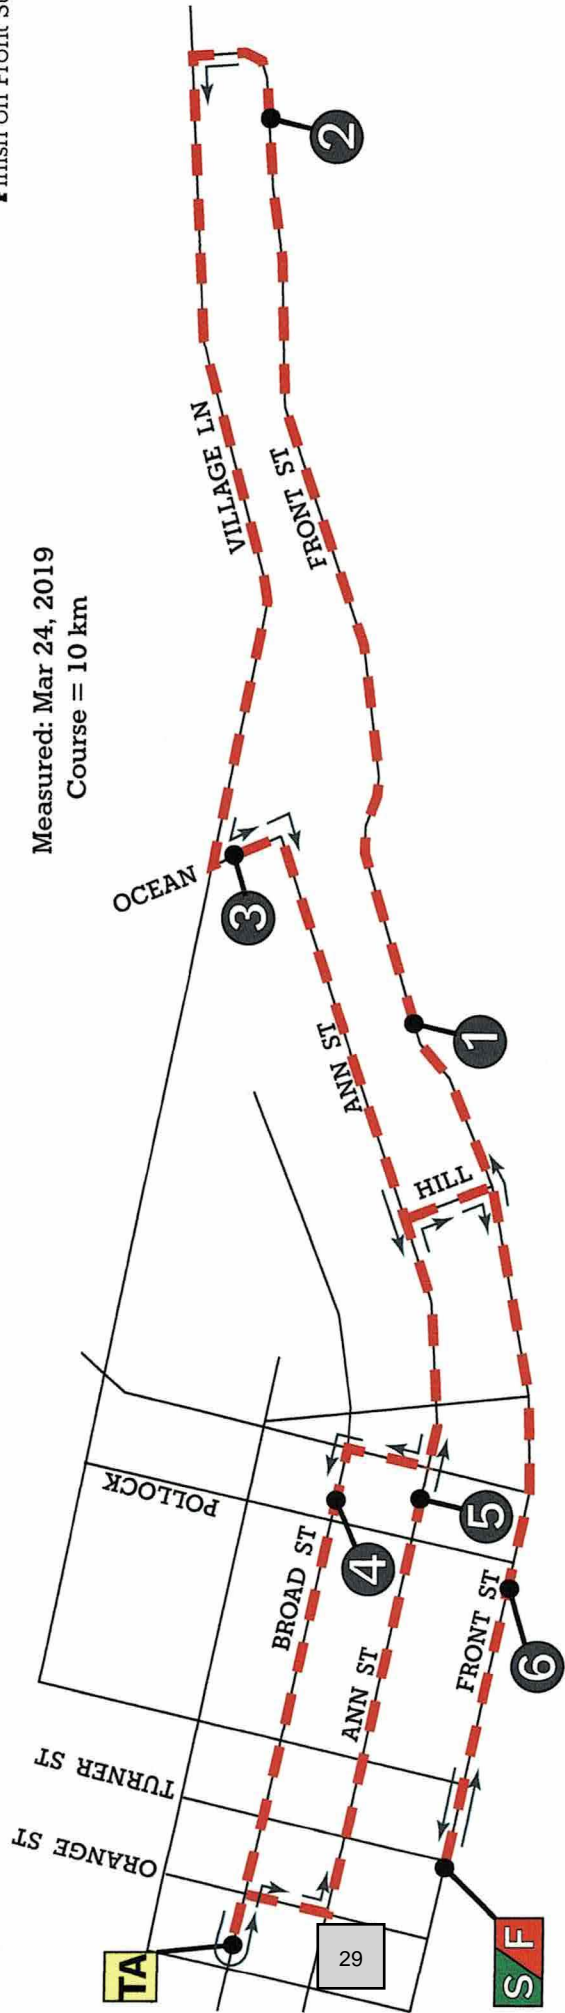 Measured: Mar 24, 2019
Course = 10 km
2
VILLAGE LN
FRONT ST
OCEAN
3
1
ANN ST
HILL
POLLOCK
4
5
BROAD ST
6
FRONT ST
ANN ST
TURNER ST
ORANGE ST
TA
29
S F